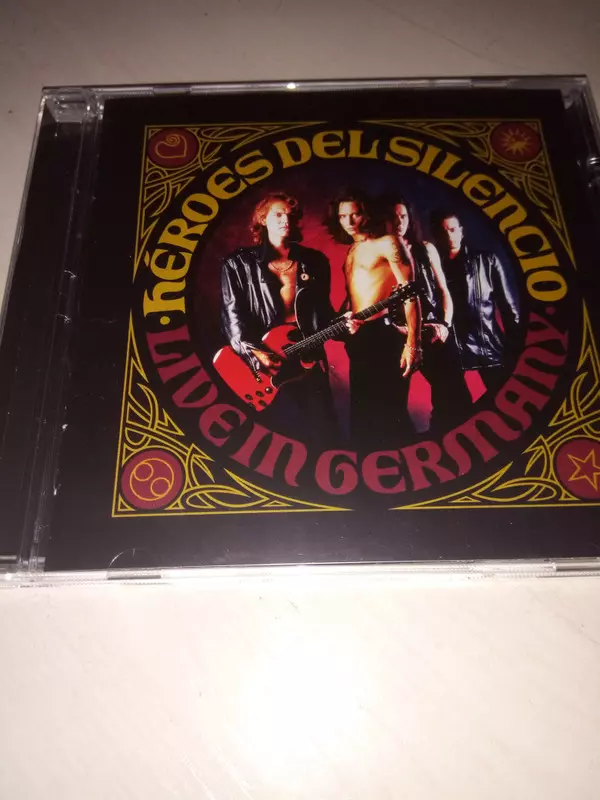 ·HÉROES DEL SILENCIO·
LIVE IN GERMANY